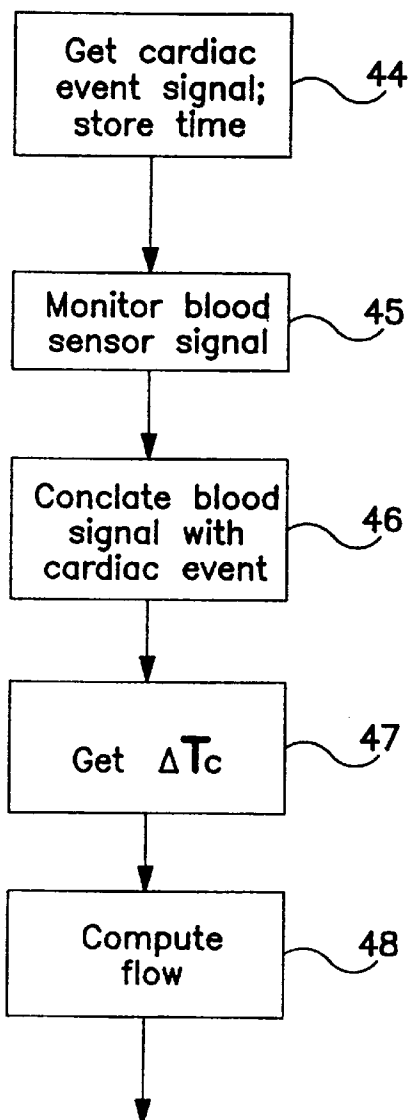 Get cardiac
event signal;
store time
44
Monitor blood
sensor signal
45
Conclate blood
signal with
cardiac event
46
Get ΔTc
47
Compute
flow
48